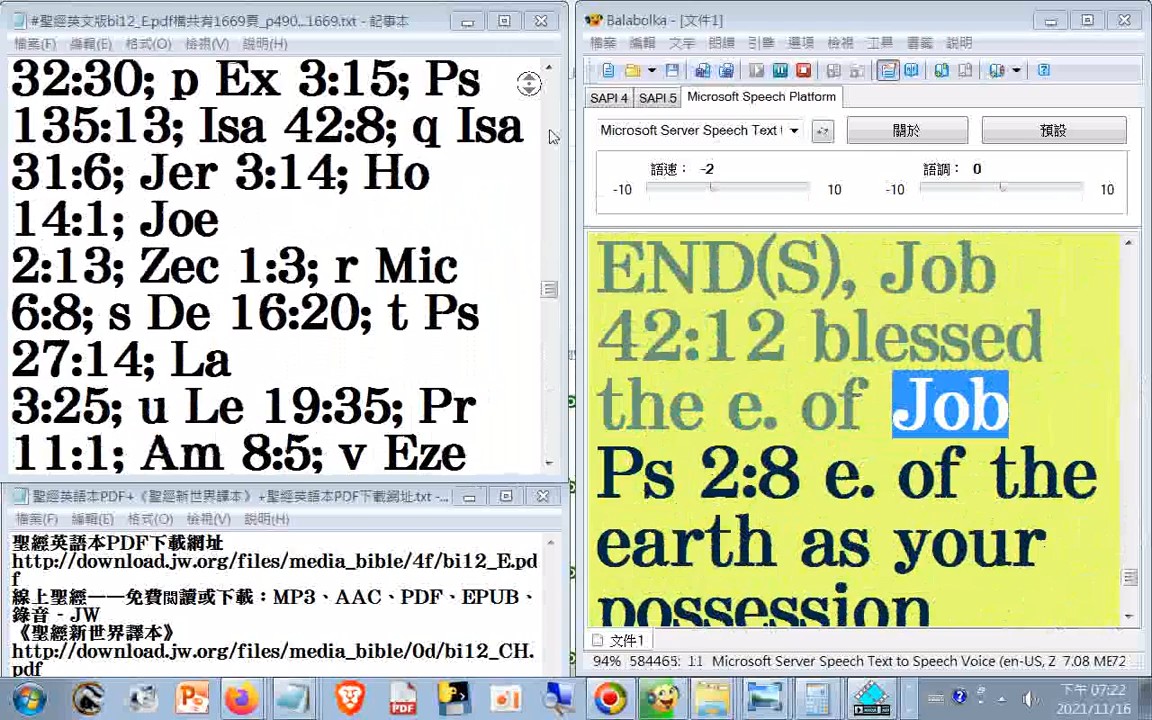 #聖經英文版bi12_E.pdf構共有1669頁_p490..._1669.txt - 記事本
檔案(F) 編輯(E) 格式(O) 檢視(V) 說明(H)
32:30; p Ex 3:15; Ps
135:13; Isa 42:8; q Isa
31:6; Jer 3:14; Ho
14:1; Joe
2:13; Zec 1:3; r Mic
6:8; s De 16:20; t Ps
27:14; La
3:25; u Le 19:35; Pr
11:1; Am 8:5; v Eze
聖經英語本PDF+《聖經新世界譯本》+聖經英語本PDF下載網址.txt -...
檔案(F) 編輯(E) 格式(O) 檢視(V) 說明(H)
聖經英語本PDF下載網址
http://download.jw.org/files/media_bible/4f/bi12_E.pd
f
線上聖經——免費閱讀或下載：MP3、AAC、PDF、EPUB、
錄音 - JW
《聖經新世界譯本》
http://download.jw.org/files/media_bible/0d/bi12_CH.
pdf
Balabolka - [文件1]
檔案 編輯 文字 朗讀 引擎 選項 檢視 工具 書籤 說明
SAPI 4 SAPI 5 Microsoft Speech Platform
Microsoft Server Speech Text 關於 預設
語速： -2 語調： 0
-10 10 -10 10
END(S), Job
42:12 blessed
the e. of Job
Ps 2:8 e. of the
earth as your
possession
文件1
94% 584465: 1:1 Microsoft Server Speech Text to Speech Voice (en-US, Z 7.08 ME72
PDF
下午 07:22
2021/11/16